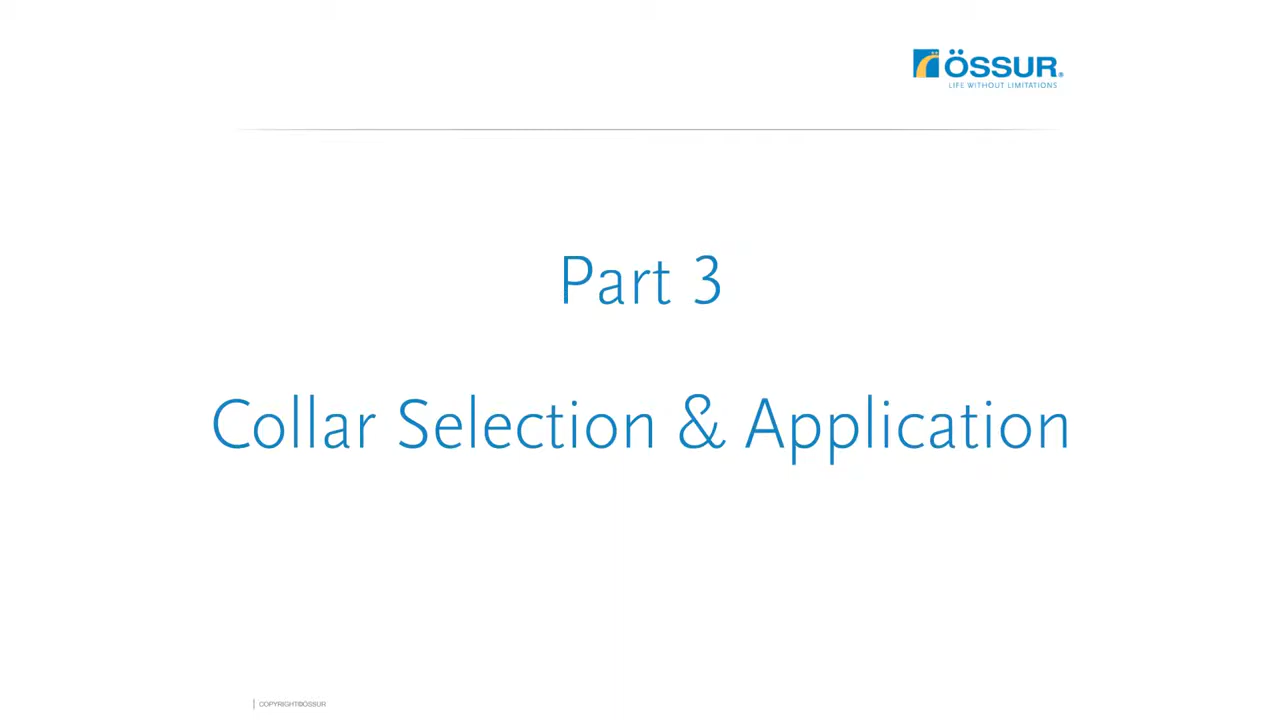 ÖSSUR®
LIFE WITHOUT LIMITATIONS
Part 3
Collar Selection & Application
COPYRIGHT©ÖSSUR